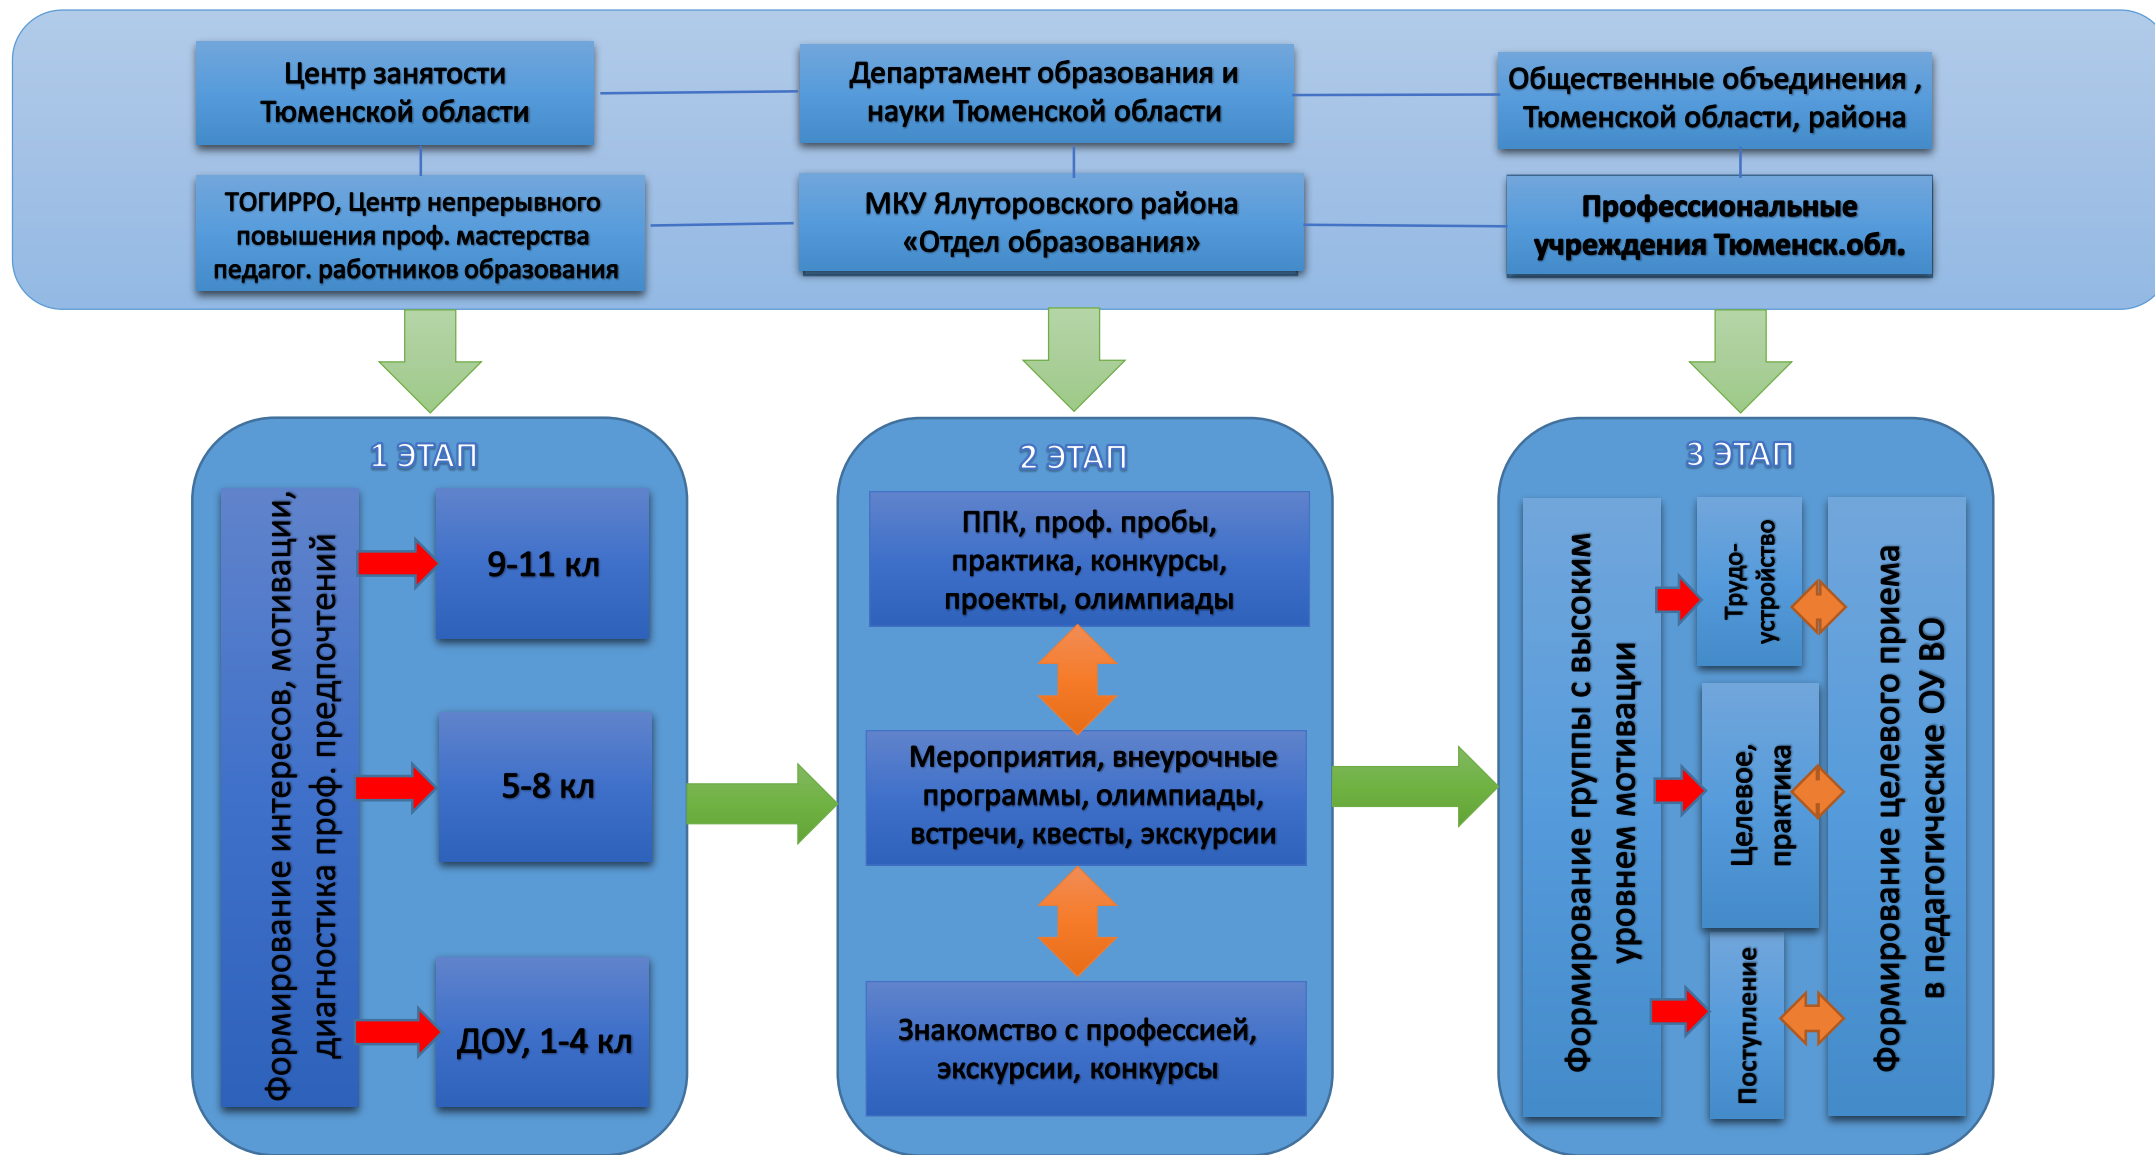 Центр занятости
Тюменской области
Департамент образования и
науки Тюменской области
Общественные объединения ,
Тюменской области, района
ТОГИРРО, Центр непрерывного
повышения проф. мастерства
педагог. работников образования
МКУ Ялуторовского района
«Отдел образования»
Профессиональные
учреждения Тюменск.обл.
1 ЭТАП
Формирование интересов, мотивации,
диагностика проф. предпочтений
9-11 кл
5-8 кл
ДОУ, 1-4 кл
2 ЭТАП
ППК, проф. пробы,
практика, конкурсы,
проекты, олимпиады
Мероприятия, внеурочные
программы, олимпиады,
встречи, квесты, экскурсии
Знакомство с профессией,
экскурсии, конкурсы
3 ЭТАП
Формирование группы с высоким
уровнем мотивации
Трудо-
устройство
Целевое,
практика
Поступление
Формирование целевого приема
в педагогические ОУ ВО